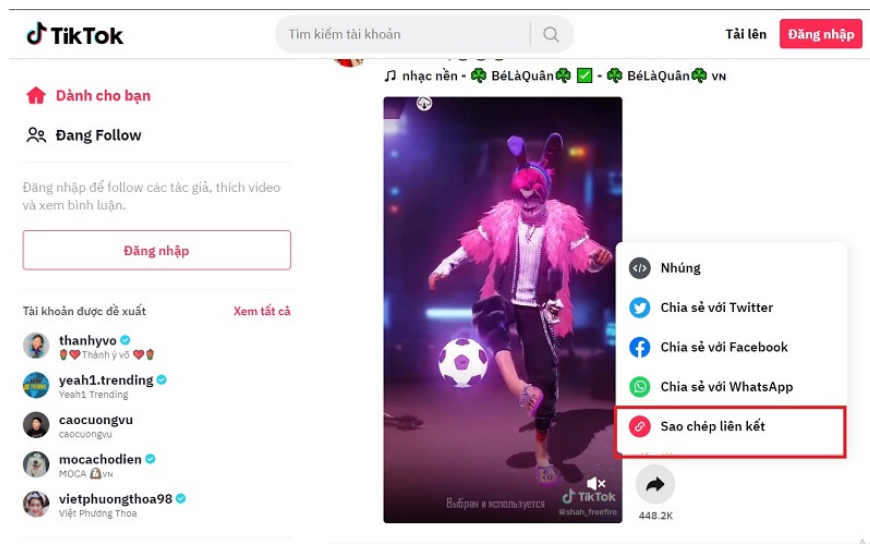 TikTok
Tìm kiếm tài khoản
Tải lên
Đăng nhập
Dành cho bạn
Đang Follow
Đăng nhập để follow các tác giả, thích video
và xem bình luận.
Đăng nhập
Tài khoản được đề xuất
Xem tất cả
thanhyvo
Thành ý võ
yeah1.trending
Yeah1 Trending
caocuongvu
caocuongvu
mocachodien
MOCA 🐶VN
vietphuongthoa98
Việt Phương Thoa
♫ nhạc nền - 🍀 BéLàQuân🍀 ✅ - 🍀 BéLàQuân🍀 VN
Nhúng
Chia sẻ với Twitter
Chia sẻ với Facebook
Chia sẻ với WhatsApp
Sao chép liên kết
Выбран и используется
TikTok
@shah_freefire
448.2K